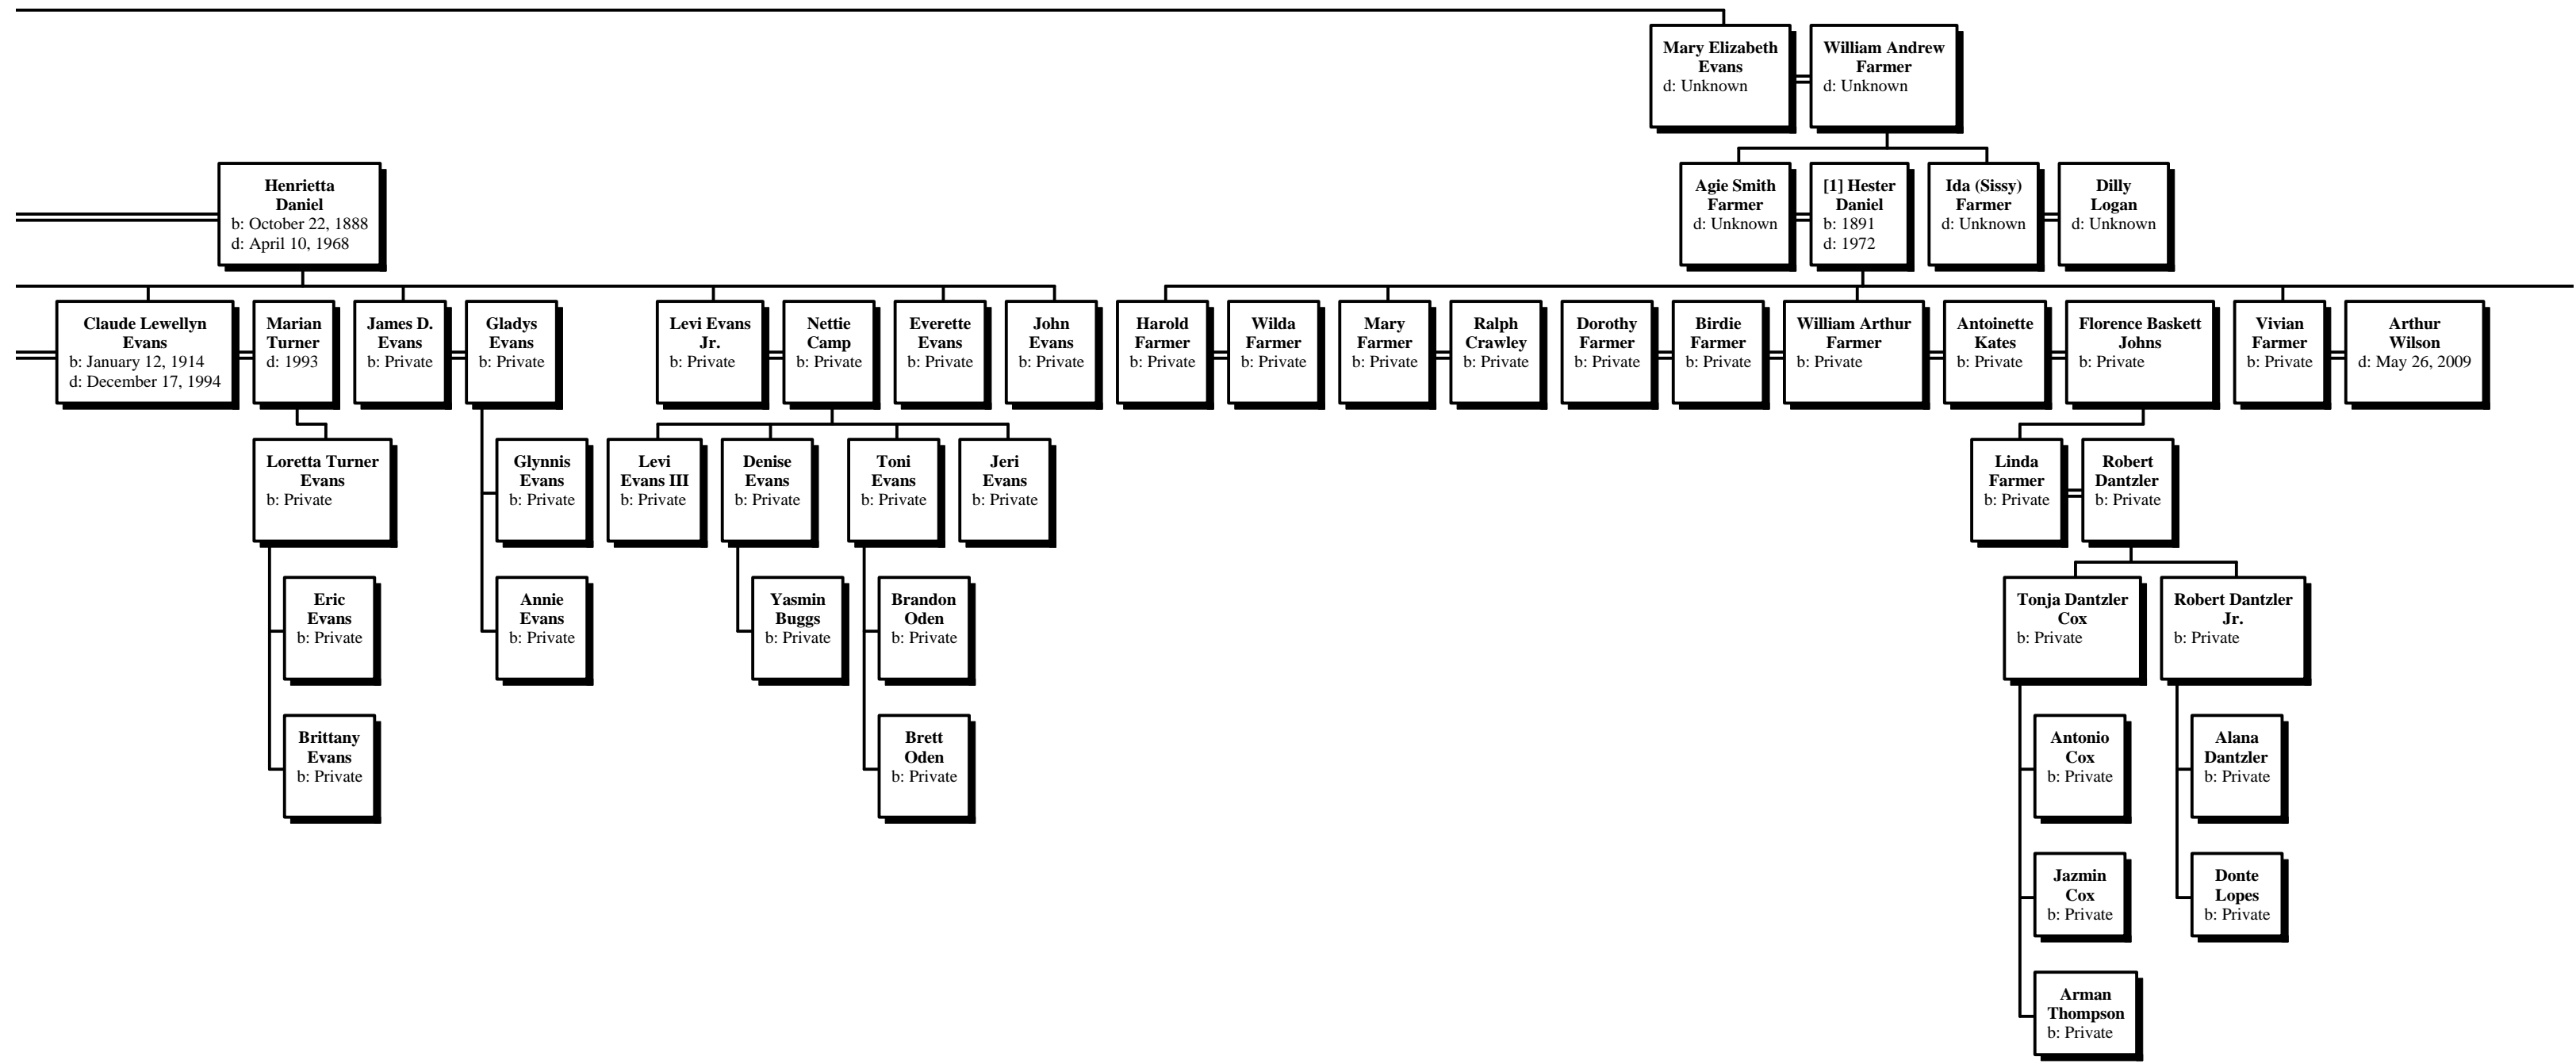 Mary Elizabeth
Evans
d: Unknown
William Andrew
Farmer
d: Unknown
Henrietta
Daniel
b: October 22, 1888
d: April 10, 1968
Agie Smith
Farmer
d: Unknown
[1] Hester
Daniel
b: 1891
d: 1972
Ida (Sissy)
Farmer
d: Unknown
Dilly
Logan
d: Unknown
Claude Lewellyn
Evans
b: January 12, 1914
d: December 17, 1994
Marian
Turner
d: 1993
James D.
Evans
b: Private
Gladys
Evans
b: Private
Levi Evans
Jr.
b: Private
Nettie
Camp
b: Private
Everette
Evans
b: Private
John
Evans
b: Private
Harold
Farmer
b: Private
Wilda
Farmer
b: Private
Mary
Farmer
b: Private
Ralph
Crawley
b: Private
Dorothy
Farmer
b: Private
Birdie
Farmer
b: Private
William Arthur
Farmer
b: Private
Antoinette
Kates
b: Private
Florence Baskett
Johns
b: Private
Vivian
Farmer
b: Private
Arthur
Wilson
d: May 26, 2009
Loretta Turner
Evans
b: Private
Glynnis
Evans
b: Private
Levi
Evans III
b: Private
Denise
Evans
b: Private
Toni
Evans
b: Private
Jeri
Evans
b: Private
Linda
Farmer
b: Private
Robert
Dantzler
b: Private
Eric
Evans
b: Private
Annie
Evans
b: Private
Yasmin
Buggs
b: Private
Brandon
Oden
b: Private
Tonja Dantzler
Cox
b: Private
Robert Dantzler
Jr.
b: Private
Brittany
Evans
b: Private
Brett
Oden
b: Private
Antonio
Cox
b: Private
Alana
Dantzler
b: Private
Jazmin
Cox
b: Private
Donte
Lopes
b: Private
Arman
Thompson
b: Private